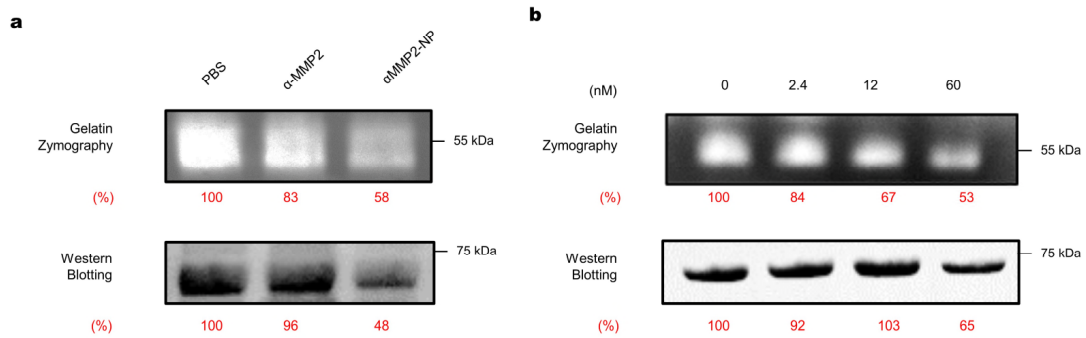 a
PBS
α-MMP2
αMMP2-NP
Gelatin
Zymography
55 kDa
(%)
100 83 58
Western
Blotting
75 kDa
(%)
100 96 48
b
(nM)
0 2.4 12 60
Gelatin
Zymography
55 kDa
(%)
100 84 67 53
Western
Blotting
75 kDa
(%)
100 92 103 65